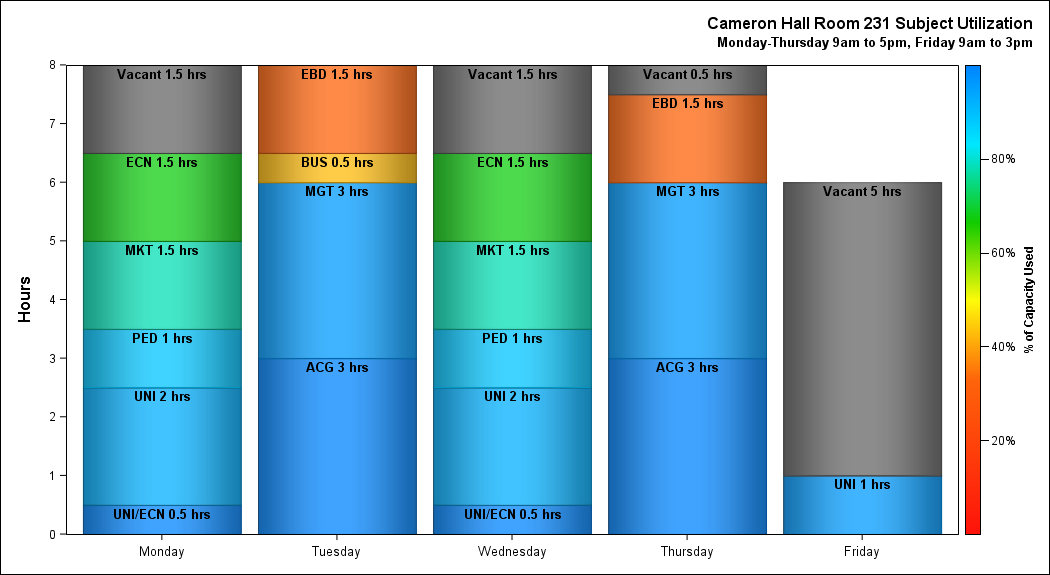 Cameron Hall Room 231 Subject Utilization
Monday-Thursday 9am to 5pm, Friday 9am to 3pm
Hours
8
7
6
5
4
3
2
1
0
Vacant 1.5 hrs
ECN 1.5 hrs
MKT 1.5 hrs
PED 1 hrs
UNI 2 hrs
UNI/ECN 0.5 hrs
Monday
EBD 1.5 hrs
BUS 0.5 hrs
MGT 3 hrs
ACG 3 hrs
Tuesday
Vacant 1.5 hrs
ECN 1.5 hrs
MKT 1.5 hrs
PED 1 hrs
UNI 2 hrs
UNI/ECN 0.5 hrs
Wednesday
Vacant 0.5 hrs
EBD 1.5 hrs
MGT 3 hrs
ACG 3 hrs
Thursday
Vacant 5 hrs
UNI 1 hrs
Friday
80%
60%
40%
20%
% of Capacity Used